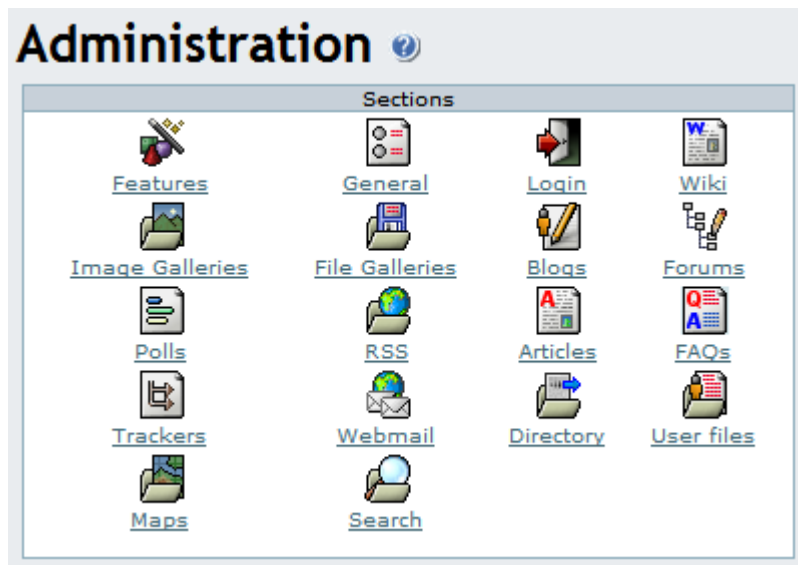 Administration
Sections
Features General Login Wiki
Image Galleries File Galleries Blogs Forums
Polls RSS Articles FAQs
Trackers Webmail Directory User files
Maps Search